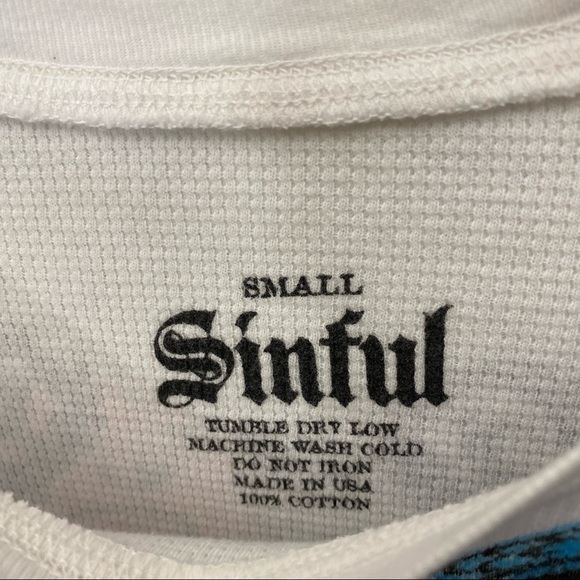 SMALL
Sinful
TUMBLE DRY LOW
MACHINE WASH COLD
DO NOT IRON
MADE IN USA
100% COTTON